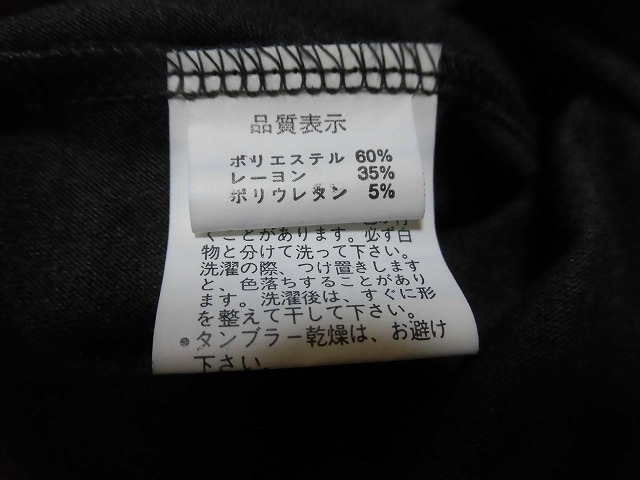 品質表示
ポリエステル 60%
レーヨン 35%
ポリウレタン 5%
くことがあります。必ず白
物と分けて洗って下さい。
洗濯の際、つけ置きします
と、色落ちすることがあり
ます。洗濯後は、すぐに形
を整えて干して下さい。
●タンブラー乾燥は、お避け
下さい。